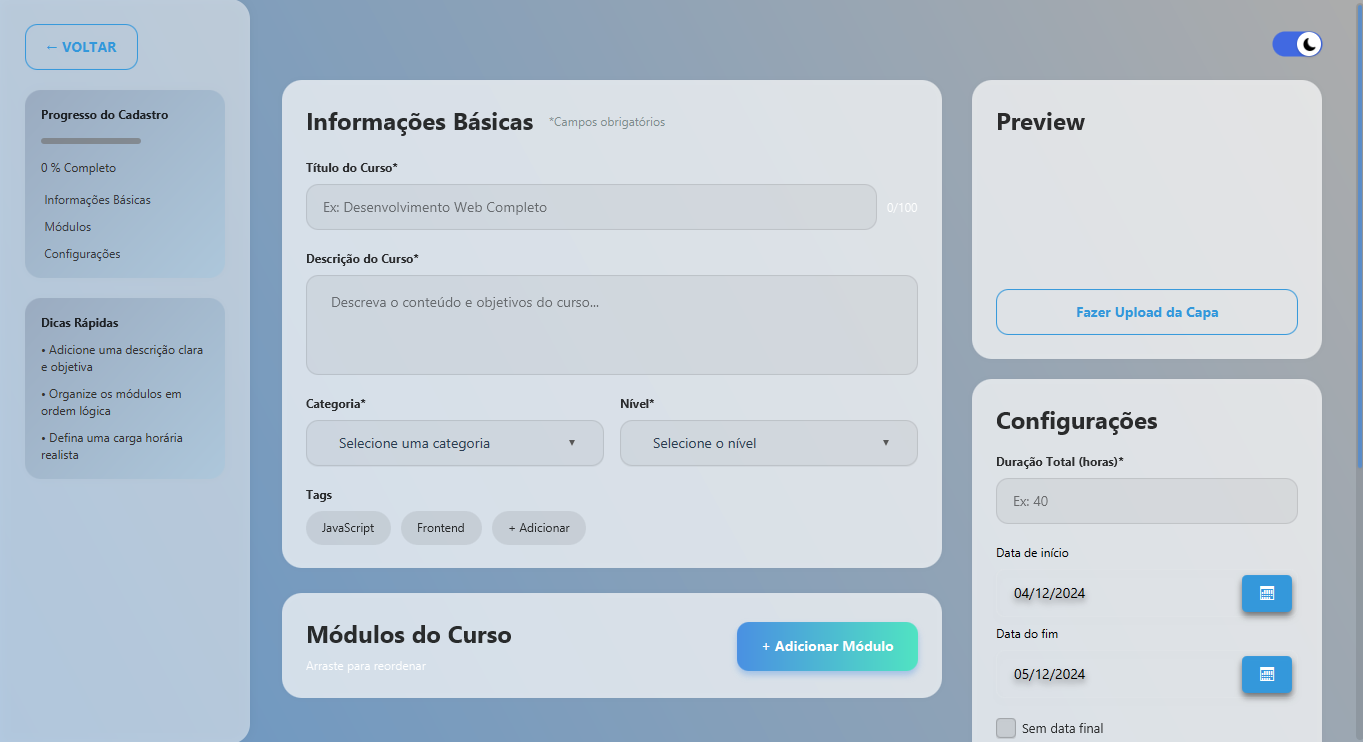 ← VOLTAR
Progresso do Cadastro
0 % Completo
Informações Básicas
Módulos
Configurações
Dicas Rápidas
• Adicione uma descrição clara
e objetiva
• Organize os módulos em
ordem lógica
• Defina uma carga horária
realista
Informações Básicas *Campos obrigatórios
Título do Curso*
Ex: Desenvolvimento Web Completo 0/100
Descrição do Curso*
Descreva o conteúdo e objetivos do curso...
Categoria* Nível*
Selecione uma categoria ▼ Selecione o nível ▼
Tags
JavaScript Frontend + Adicionar
Módulos do Curso
Arraste para reordenar
+ Adicionar Módulo
Preview
Fazer Upload da Capa
Configurações
Duração Total (horas)*
Ex: 40
Data de início
04/12/2024
Data do fim
05/12/2024
Sem data final